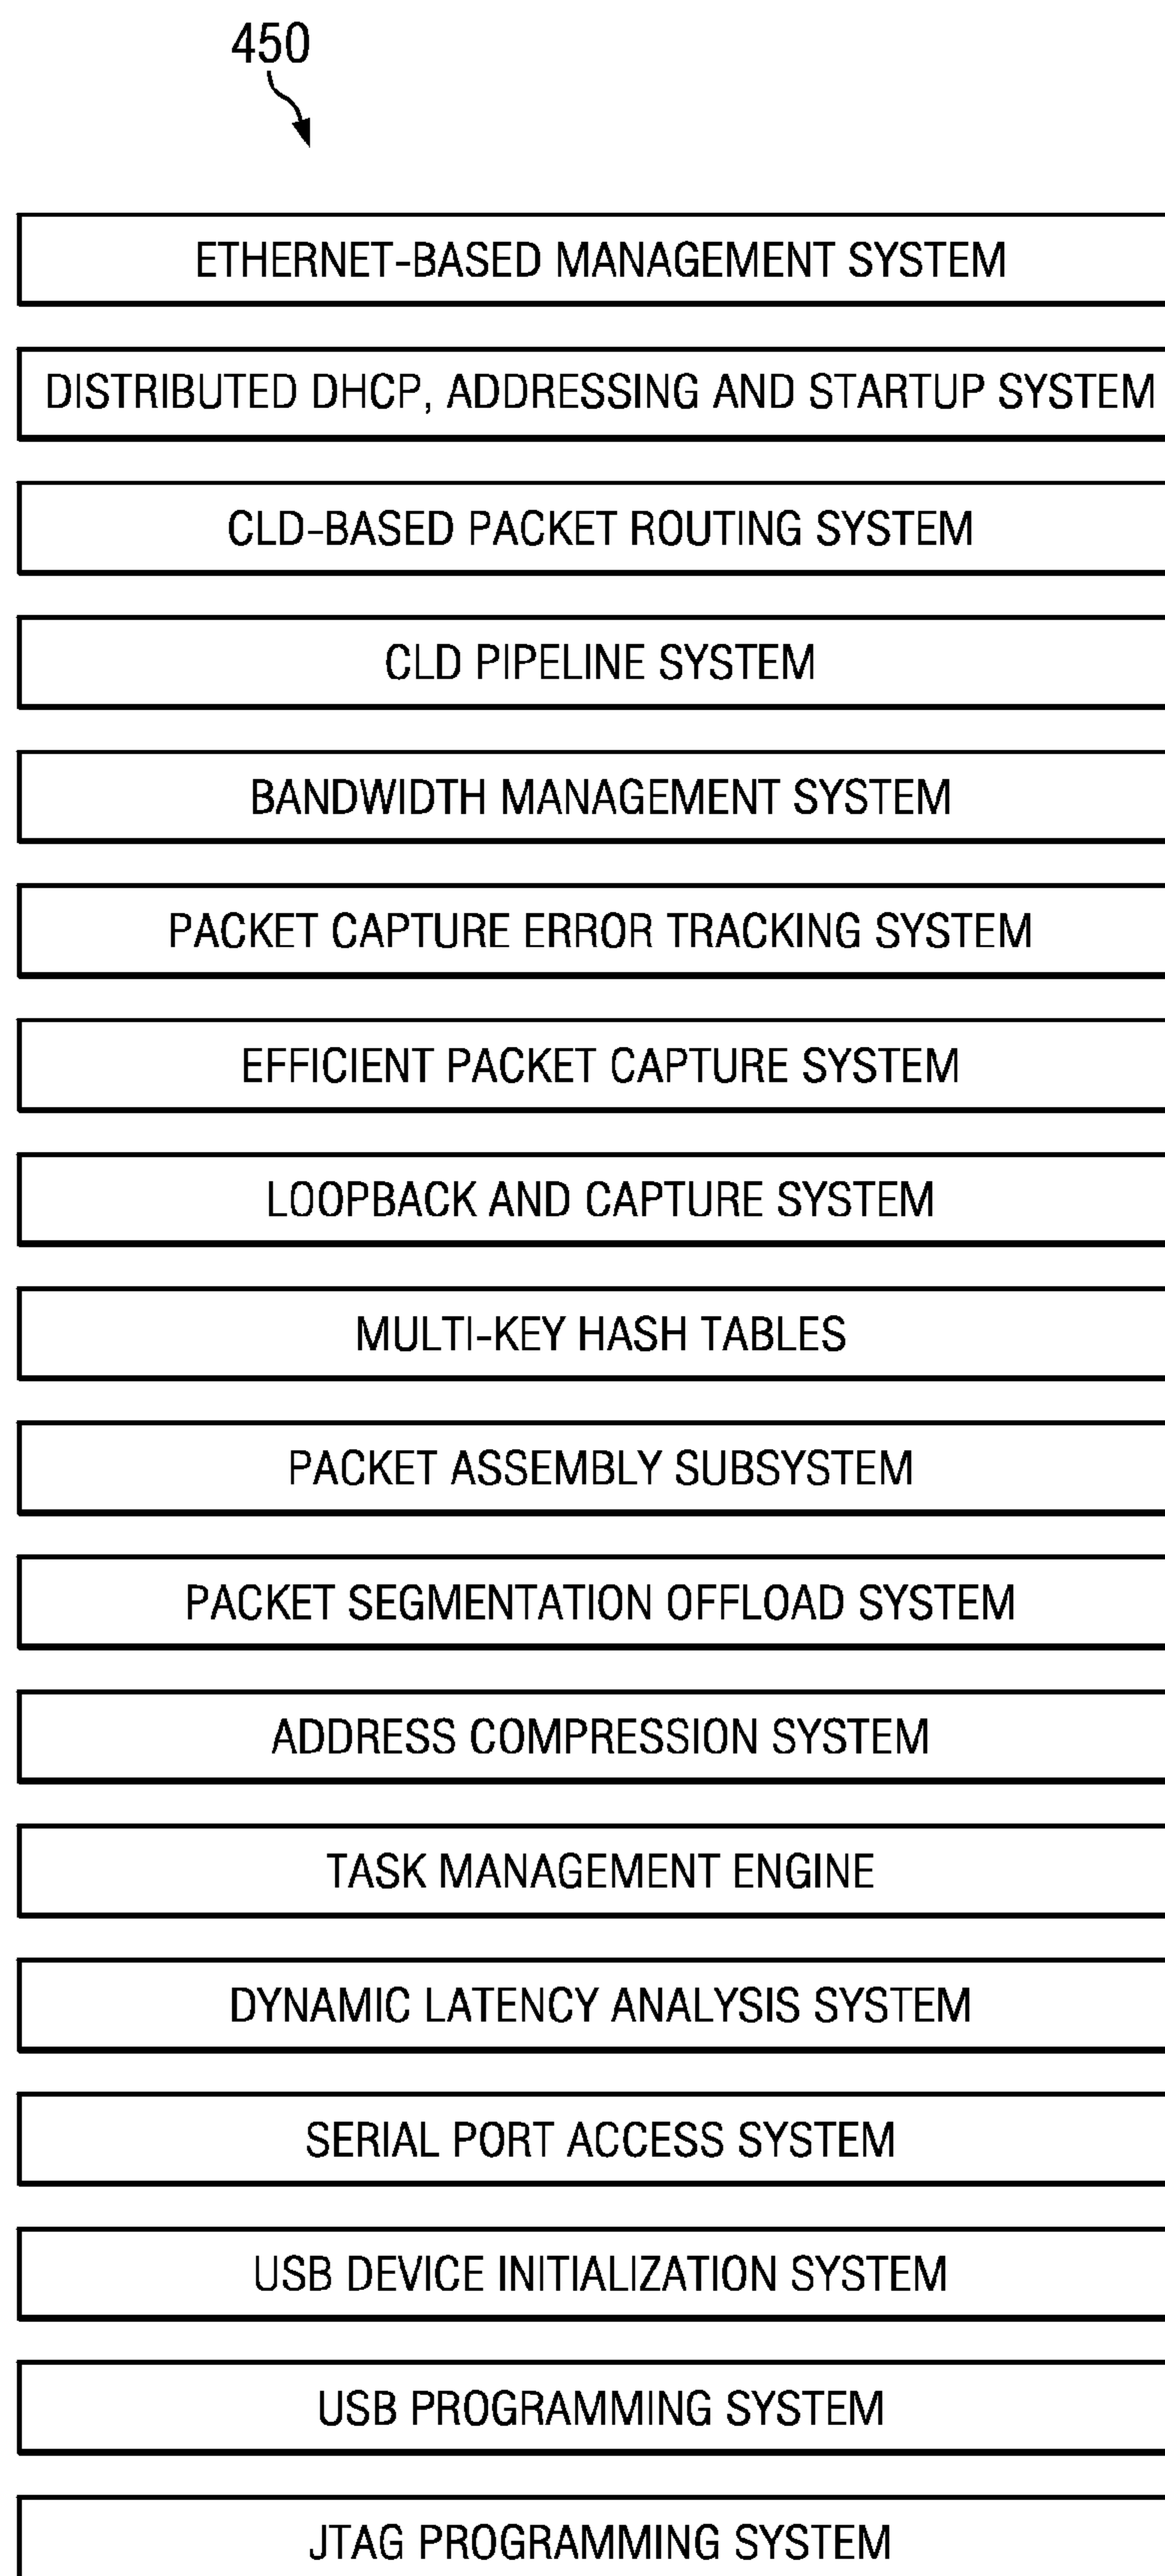 450
ETHERNET-BASED MANAGEMENT SYSTEM
DISTRIBUTED DHCP, ADDRESSING AND STARTUP SYSTEM
CLD-BASED PACKET ROUTING SYSTEM
CLD PIPELINE SYSTEM
BANDWIDTH MANAGEMENT SYSTEM
PACKET CAPTURE ERROR TRACKING SYSTEM
EFFICIENT PACKET CAPTURE SYSTEM
LOOPBACK AND CAPTURE SYSTEM
MULTI-KEY HASH TABLES
PACKET ASSEMBLY SUBSYSTEM
PACKET SEGMENTATION OFFLOAD SYSTEM
ADDRESS COMPRESSION SYSTEM
TASK MANAGEMENT ENGINE
DYNAMIC LATENCY ANALYSIS SYSTEM
SERIAL PORT ACCESS SYSTEM
USB DEVICE INITIALIZATION SYSTEM
USB PROGRAMMING SYSTEM
JTAG PROGRAMMING SYSTEM